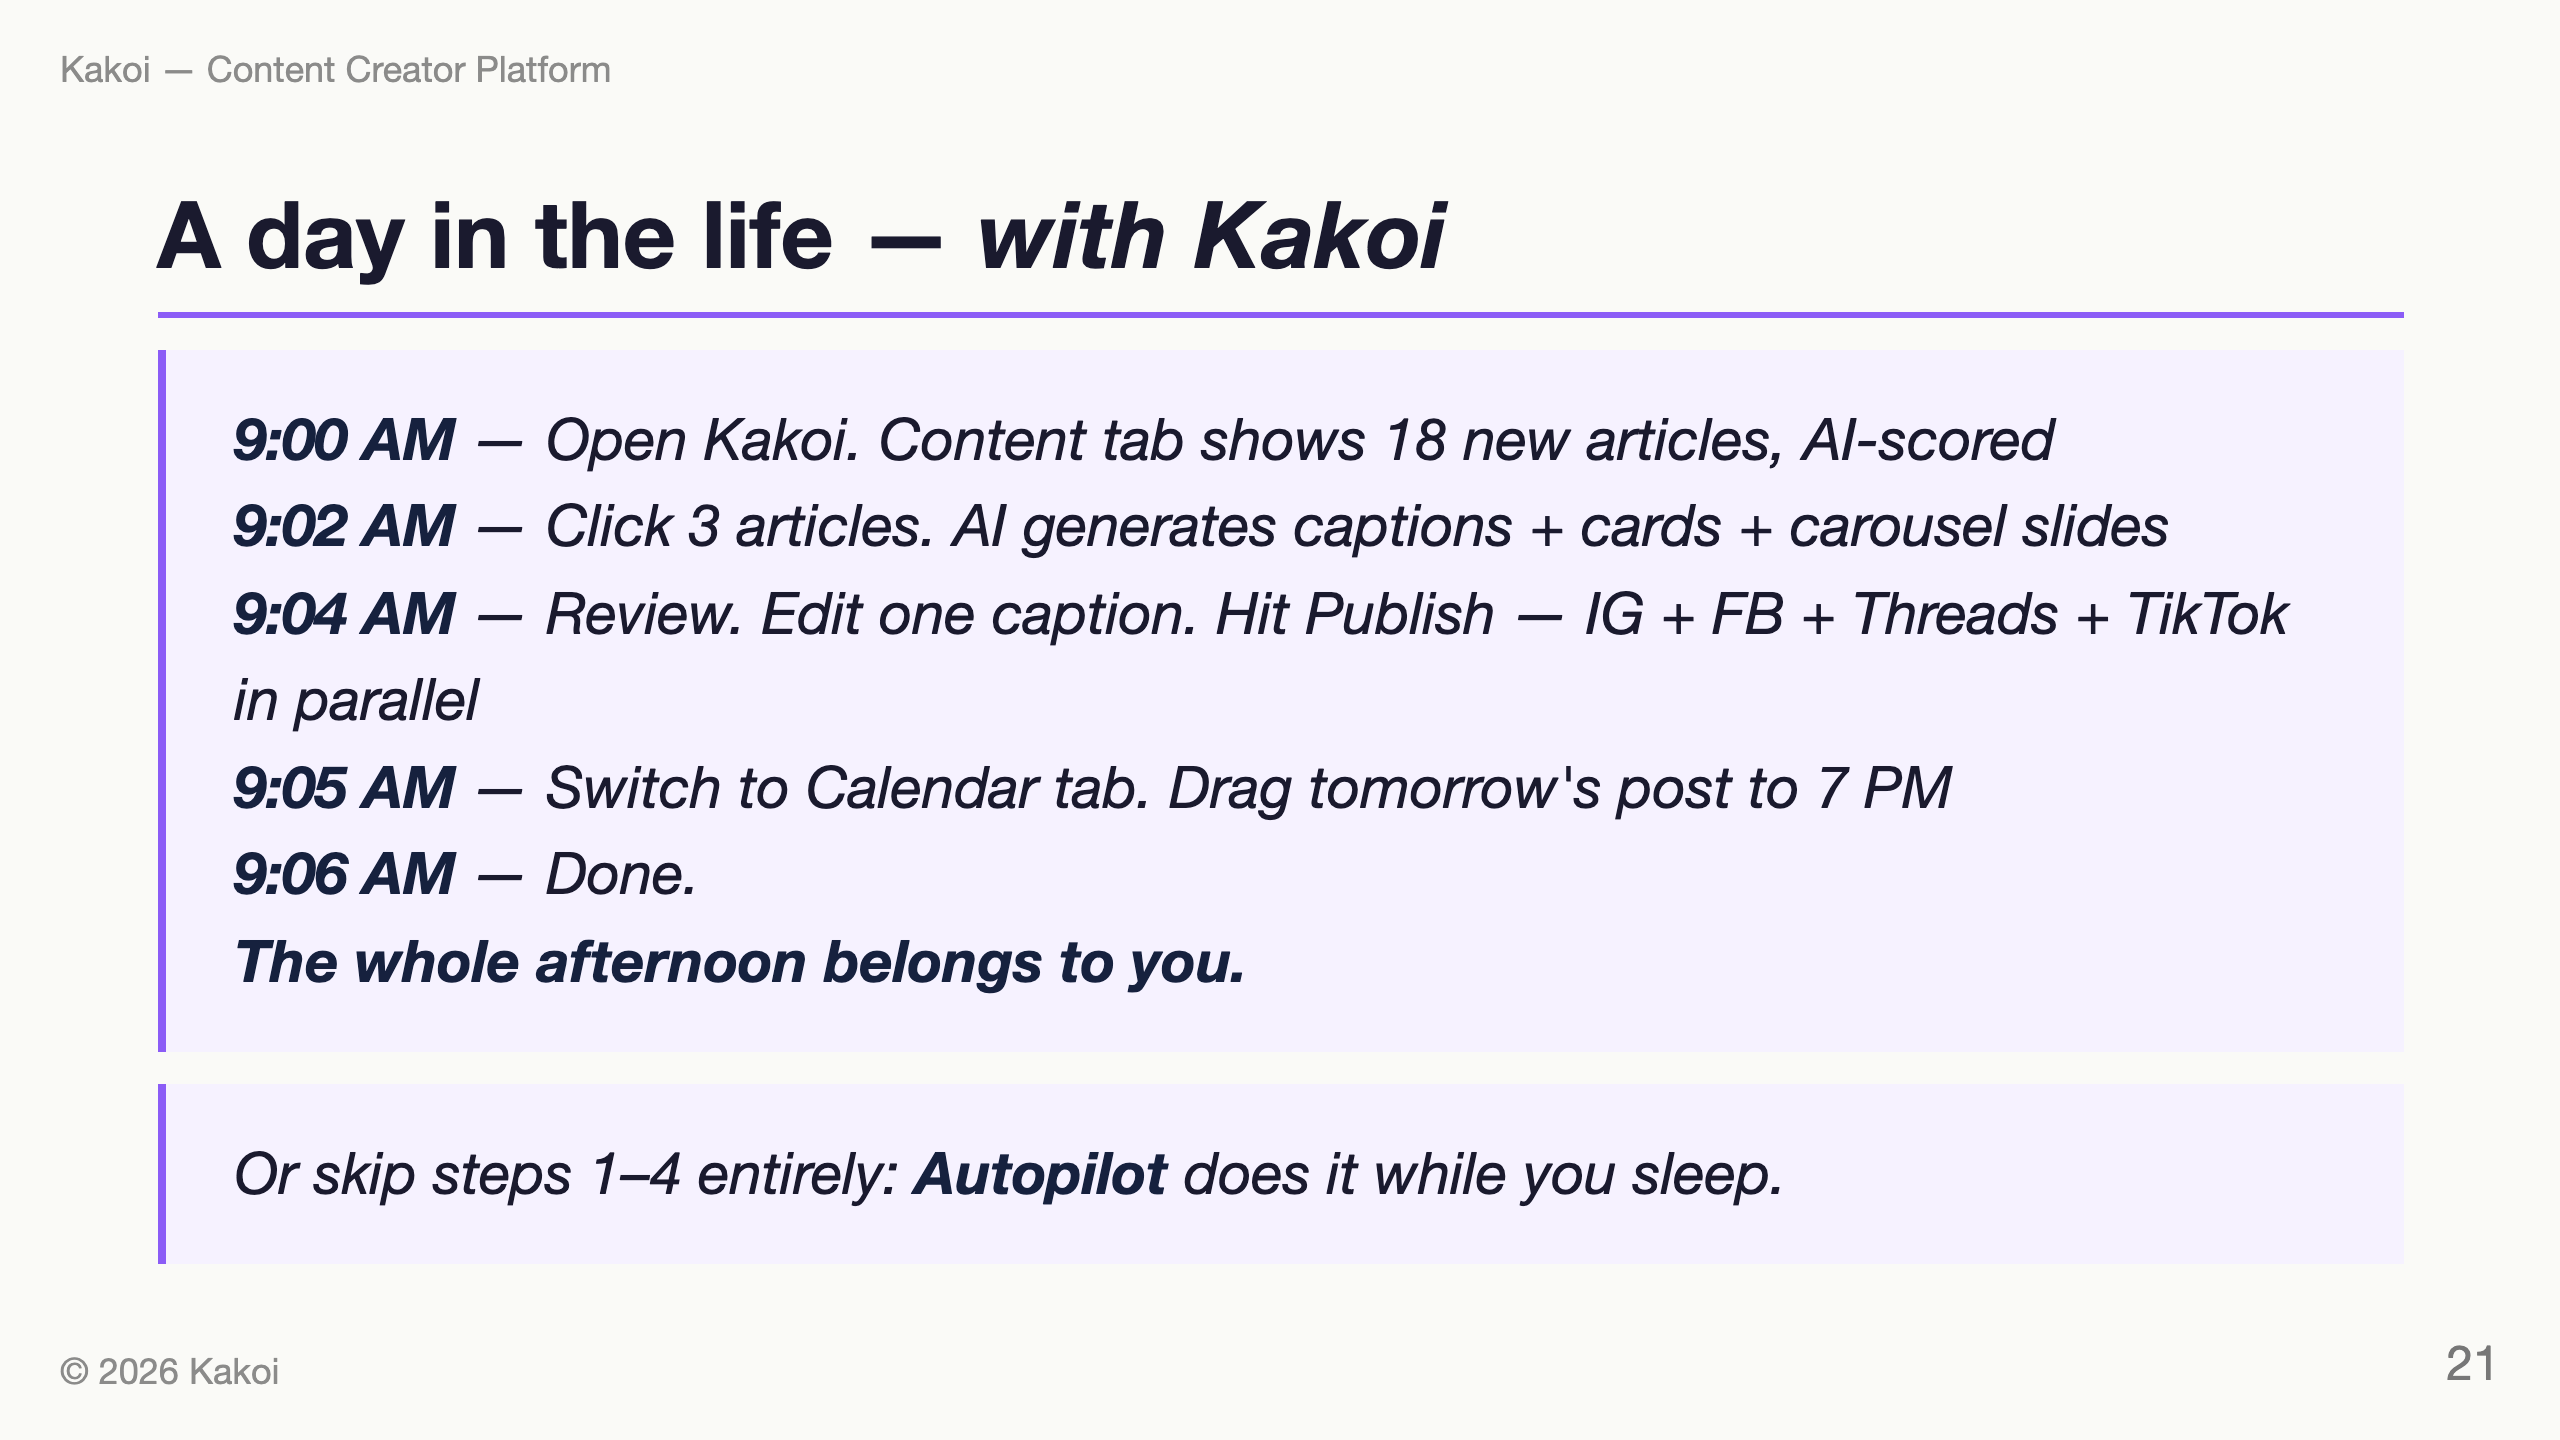 Kakoi — Content Creator Platform
A day in the life — with Kakoi
9:00 AM — Open Kakoi. Content tab shows 18 new articles, AI-scored
9:02 AM — Click 3 articles. AI generates captions + cards + carousel slides
9:04 AM — Review. Edit one caption. Hit Publish — IG + FB + Threads + TikTok
in parallel
9:05 AM — Switch to Calendar tab. Drag tomorrow's post to 7 PM
9:06 AM — Done.
The whole afternoon belongs to you.
Or skip steps 1–4 entirely: Autopilot does it while you sleep.
© 2026 Kakoi
21